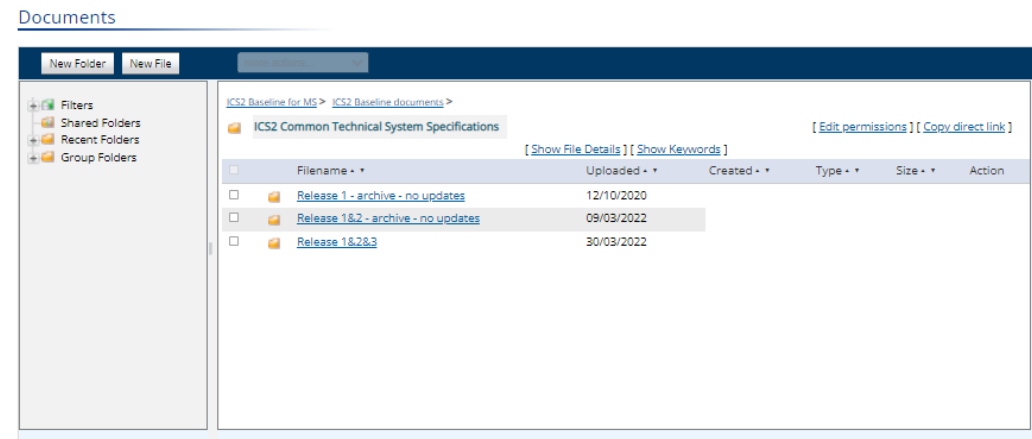 Documents
New Folder New File
Filters
Shared Folders
Recent Folders
Group Folders
ICS2 Baseline for MS > ICS2 Baseline documents >
ICS2 Common Technical System Specifications
[ Edit permissions ] [ Copy direct link ]
[ Show File Details ] [ Show Keywords ]
Filename Uploaded Created Type Size Action
Release 1 - archive - no updates 12/10/2020
Release 1&2 - archive - no updates 09/03/2022
Release 1&2&3 30/03/2022